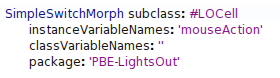 SimpleSwitchMorph subclass: #LOCell
instanceVariableNames: 'mouseAction'
classVariableNames: ''
package: 'PBE-LightsOut'